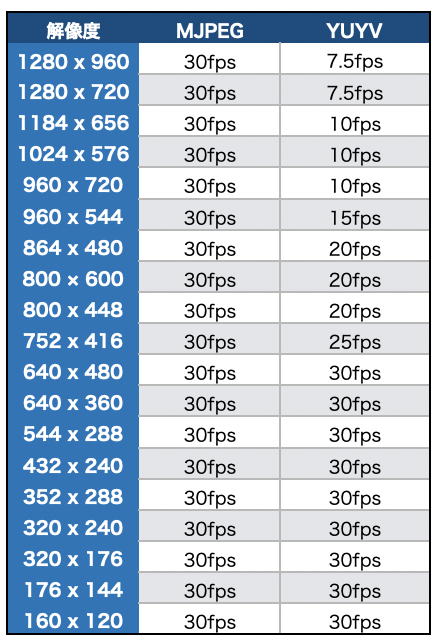 解像度 MJPEG YUYV
1280 x 960 30fps 7.5fps
1280 x 720 30fps 7.5fps
1184 x 656 30fps 10fps
1024 x 576 30fps 10fps
960 x 720 30fps 10fps
960 x 544 30fps 15fps
864 x 480 30fps 20fps
800 × 600 30fps 20fps
800 x 448 30fps 20fps
752 x 416 30fps 25fps
640 x 480 30fps 30fps
640 x 360 30fps 30fps
544 x 288 30fps 30fps
432 x 240 30fps 30fps
352 x 288 30fps 30fps
320 x 240 30fps 30fps
320 x 176 30fps 30fps
176 x 144 30fps 30fps
160 x 120 30fps 30fps